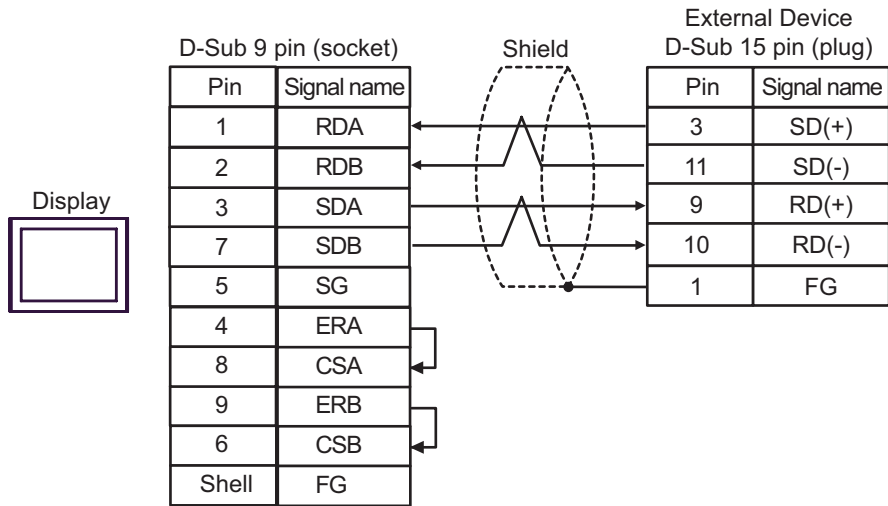 External Device
D-Sub 9 pin (socket) Shield D-Sub 15 pin (plug)
Pin Signal name Pin Signal name
1 RDA 3 SD(+)
2 RDB 11 SD(-)
Display 3 SDA 9 RD(+)
7 SDB 10 RD(-)
5 SG 1 FG
4 ERA
8 CSA
9 ERB
6 CSB
Shell FG